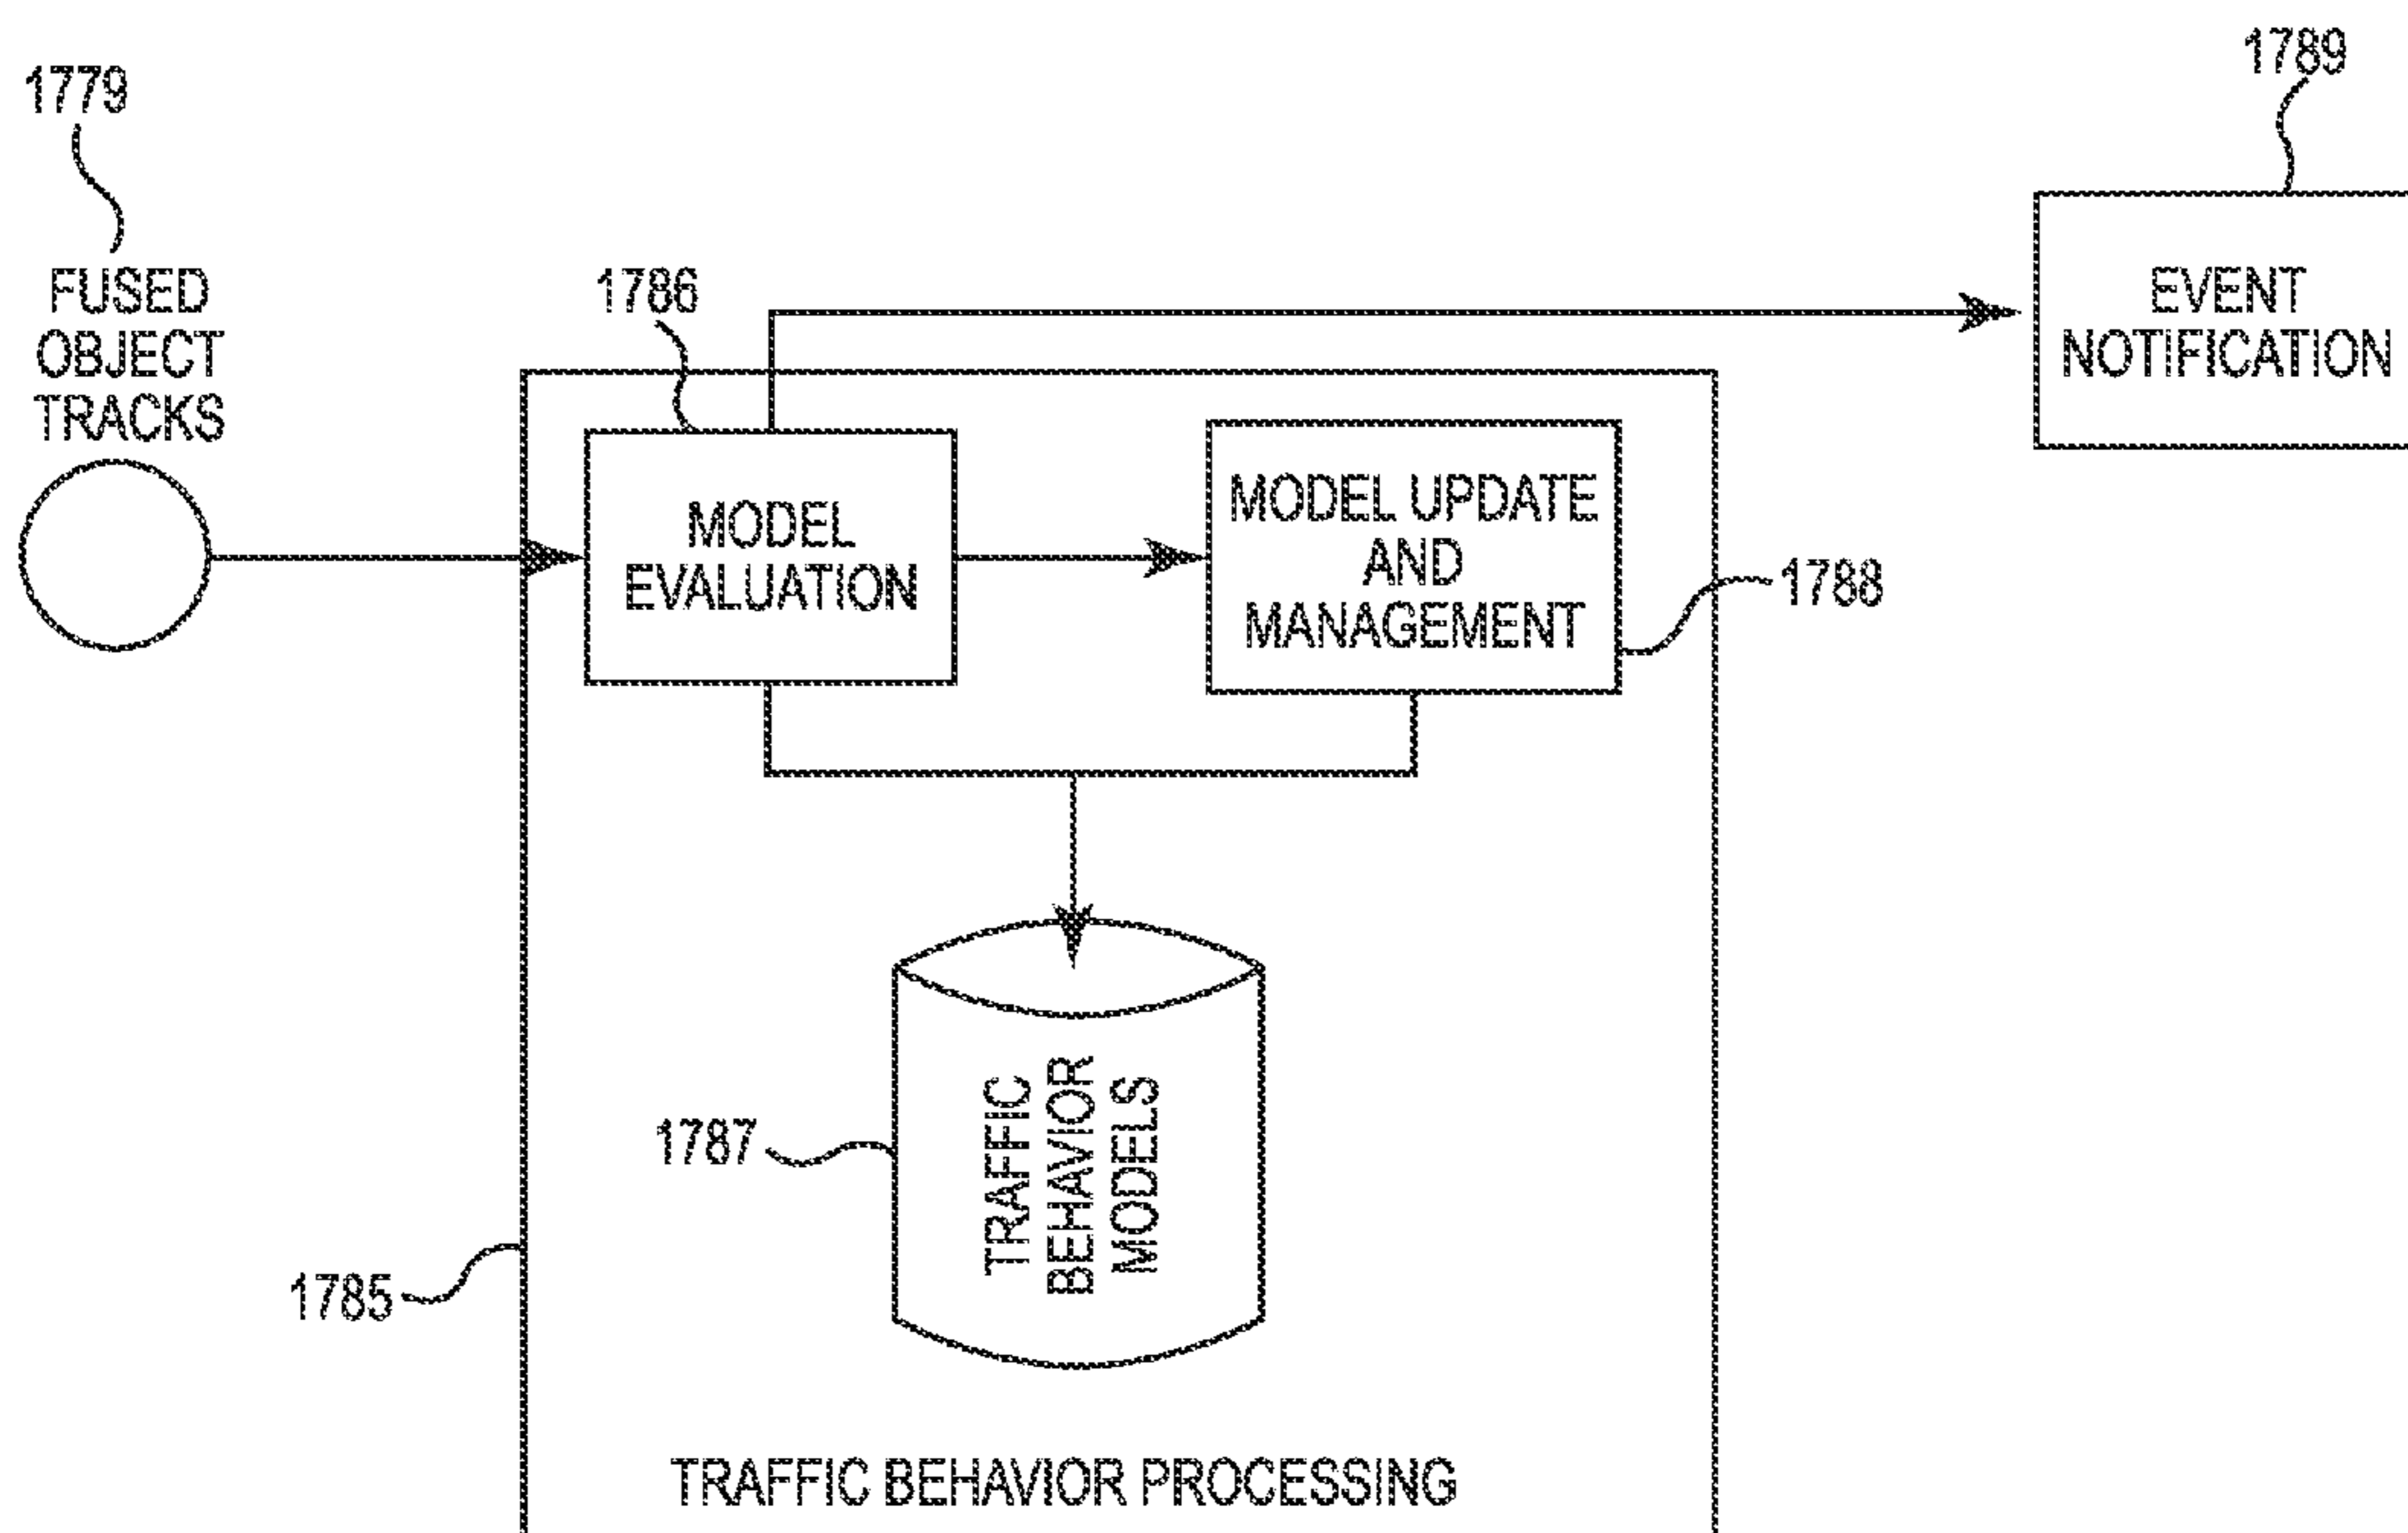 1779
FUSED
OBJECT
TRACKS
1786
MODEL
EVALUATION
MODEL UPDATE
AND
MANAGEMENT
1788
1789
EVENT
NOTIFICATION
1787
TRAFFIC
BEHAVIOR
MODELS
1785
TRAFFIC BEHAVIOR PROCESSING